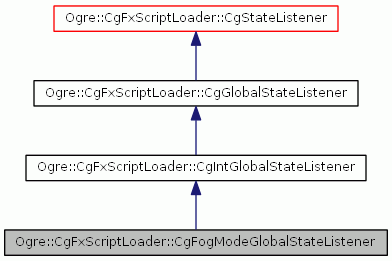 Ogre::CgFxScriptLoader::CgStateListener
Ogre::CgFxScriptLoader::CgGlobalStateListener
Ogre::CgFxScriptLoader::CgIntGlobalStateListener
Ogre::CgFxScriptLoader::CgFogModeGlobalStateListener